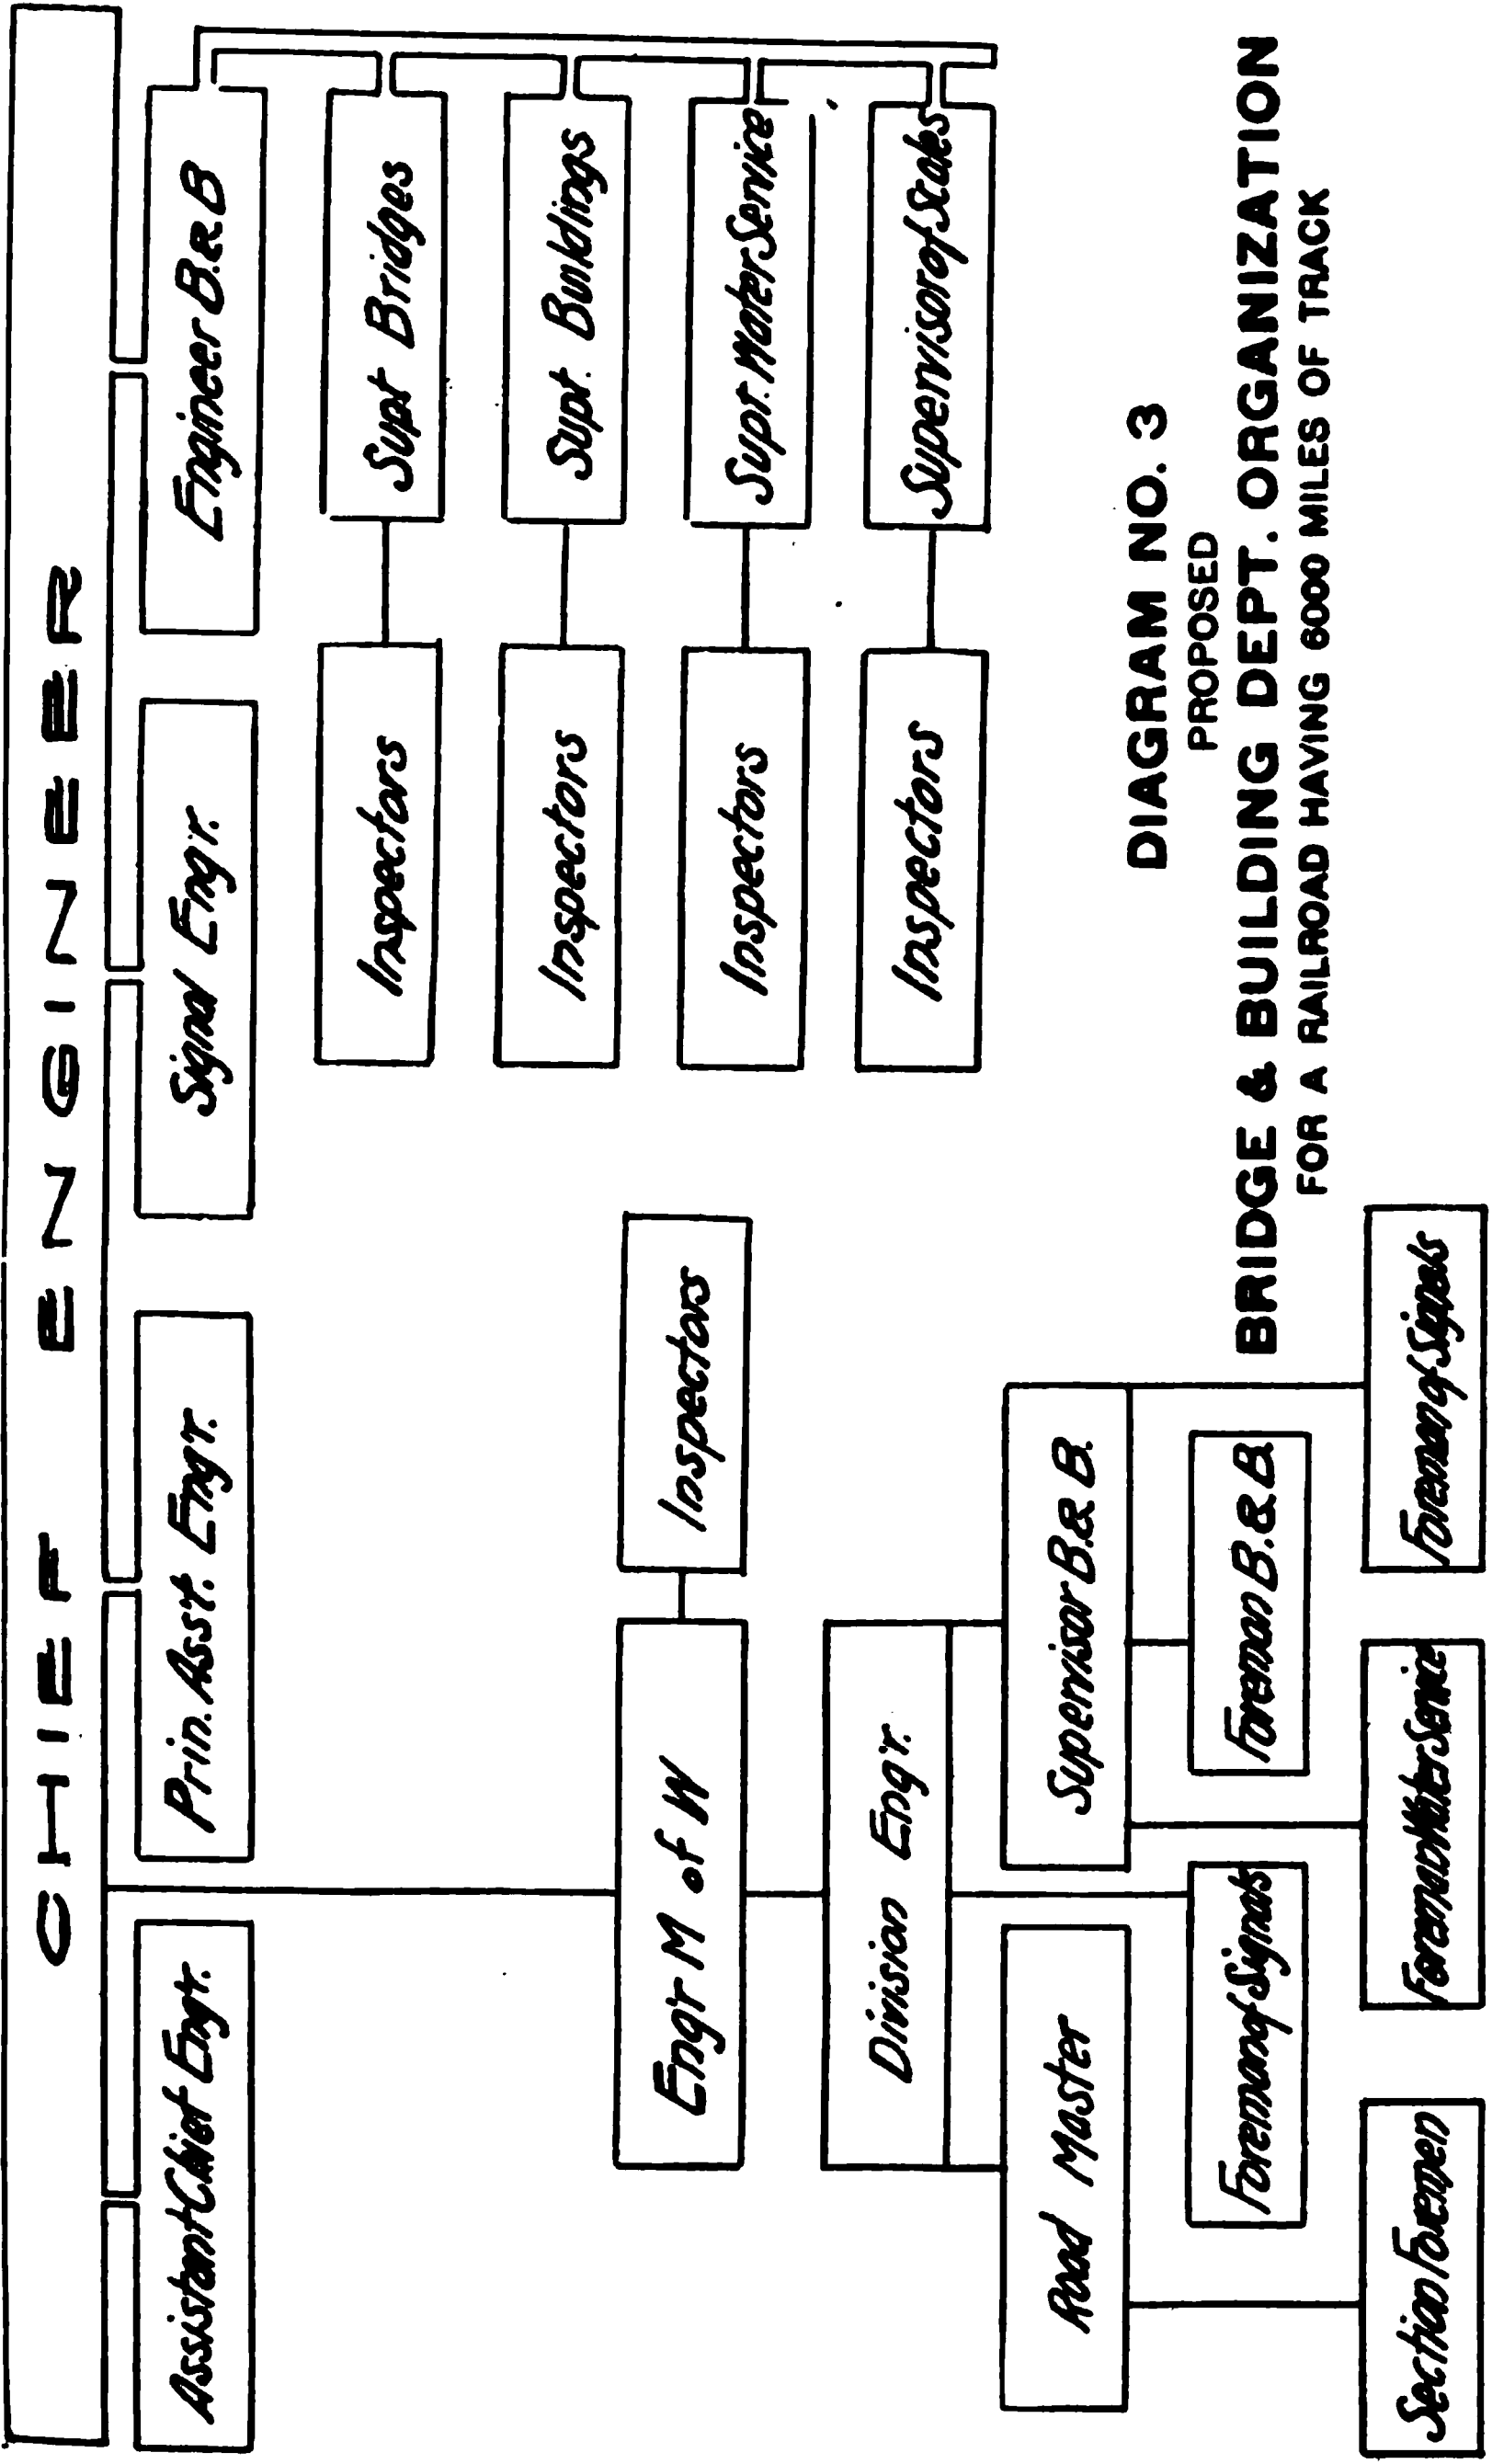 CHIEF ENGINEER
Assistant Chief Engr.
Prin. Asst. Engr.
Signal Engr.
Engineer B. & B
Supt Bridges
Inspectors
Supt. Buildings
Inspectors
Supt. Water Service
Inspectors
Supervisor of Scales
Inspectors
Engr M of W
Inspectors
Division Engr.
Road Master
Supervisor B. & B.
Foreman of Signals
Foreman B. & B.
Section Foremen
Foreman Water Service
Foreman of Signals
DIAGRAM NO. 3
PROPOSED
BRIDGE & BUILDING DEPT. ORGANIZATION
FOR A RAILROAD HAVING 6000 MILES OF TRACK